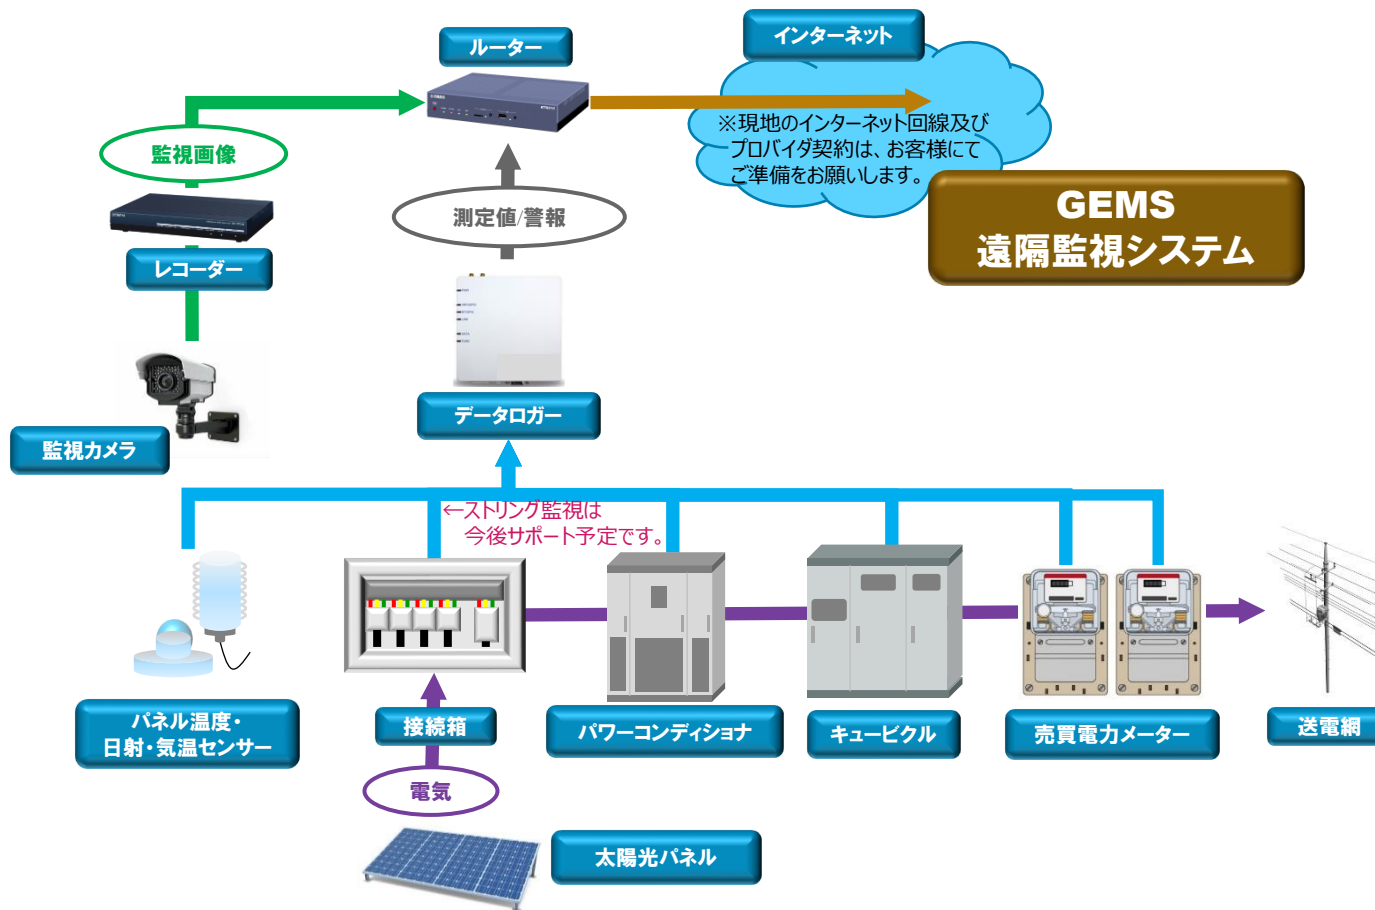 ルーター
インターネット
※現地のインターネット回線及び
プロバイダ契約は、お客様にて
ご準備をお願いします。
監視画像
測定値/警報
GEMS
遠隔監視システム
レコーダー
データロガー
監視カメラ
←ストリング監視は
今後サポート予定です。
パネル温度・
日射・気温センサー
接続箱
パワーコンディショナ
キュービクル
売買電力メーター
送電網
電気
太陽光パネル